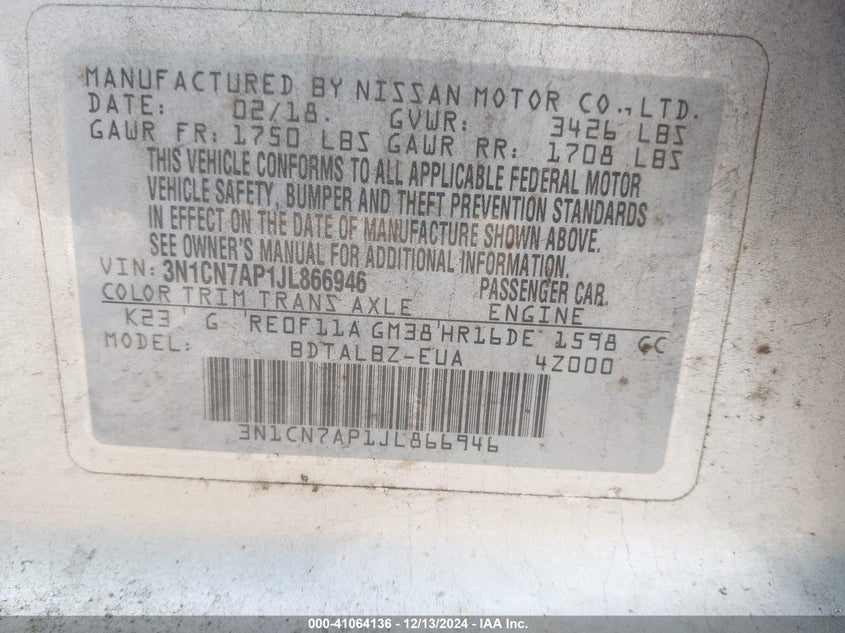 MANUFACTURED BY NISSAN MOTOR CO.,LTD.
DATE: 02/18. GVWR: 3426 LBS
GAWR FR: 1750 LBS GAWR RR: 1708 LBS
THIS VEHICLE CONFORMS TO ALL APPLICABLE FEDERAL MOTOR
VEHICLE SAFETY, BUMPER AND THEFT PREVENTION STANDARDS
IN EFFECT ON THE DATE OF MANUFACTURE SHOWN ABOVE.
SEE OWNER'S MANUAL FOR ADDITIONAL INFORMATION.
VIN: 3N1CN7AP1JL866946 PASSENGER CAR.
COLOR TRIM TRANS AXLE ENGINE
K23 G RE0F11A GM38 HR16DE 1598 CC
MODEL: BDTALBZ-EUA 4Z000
3N1CN7AP1JL866946
000-41064136 - 12/13/2024 - IAA Inc.